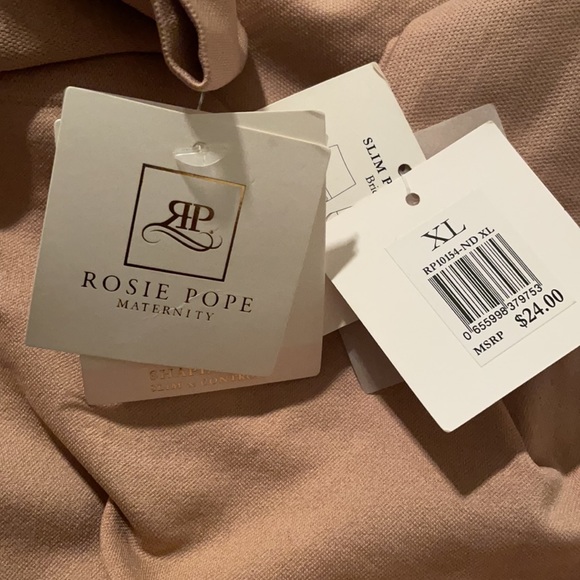 RP
ROSIE POPE
MATERNITY
SLIM P
XL
RP10154-ND XL
0 655998 379753
MSRP $24.00